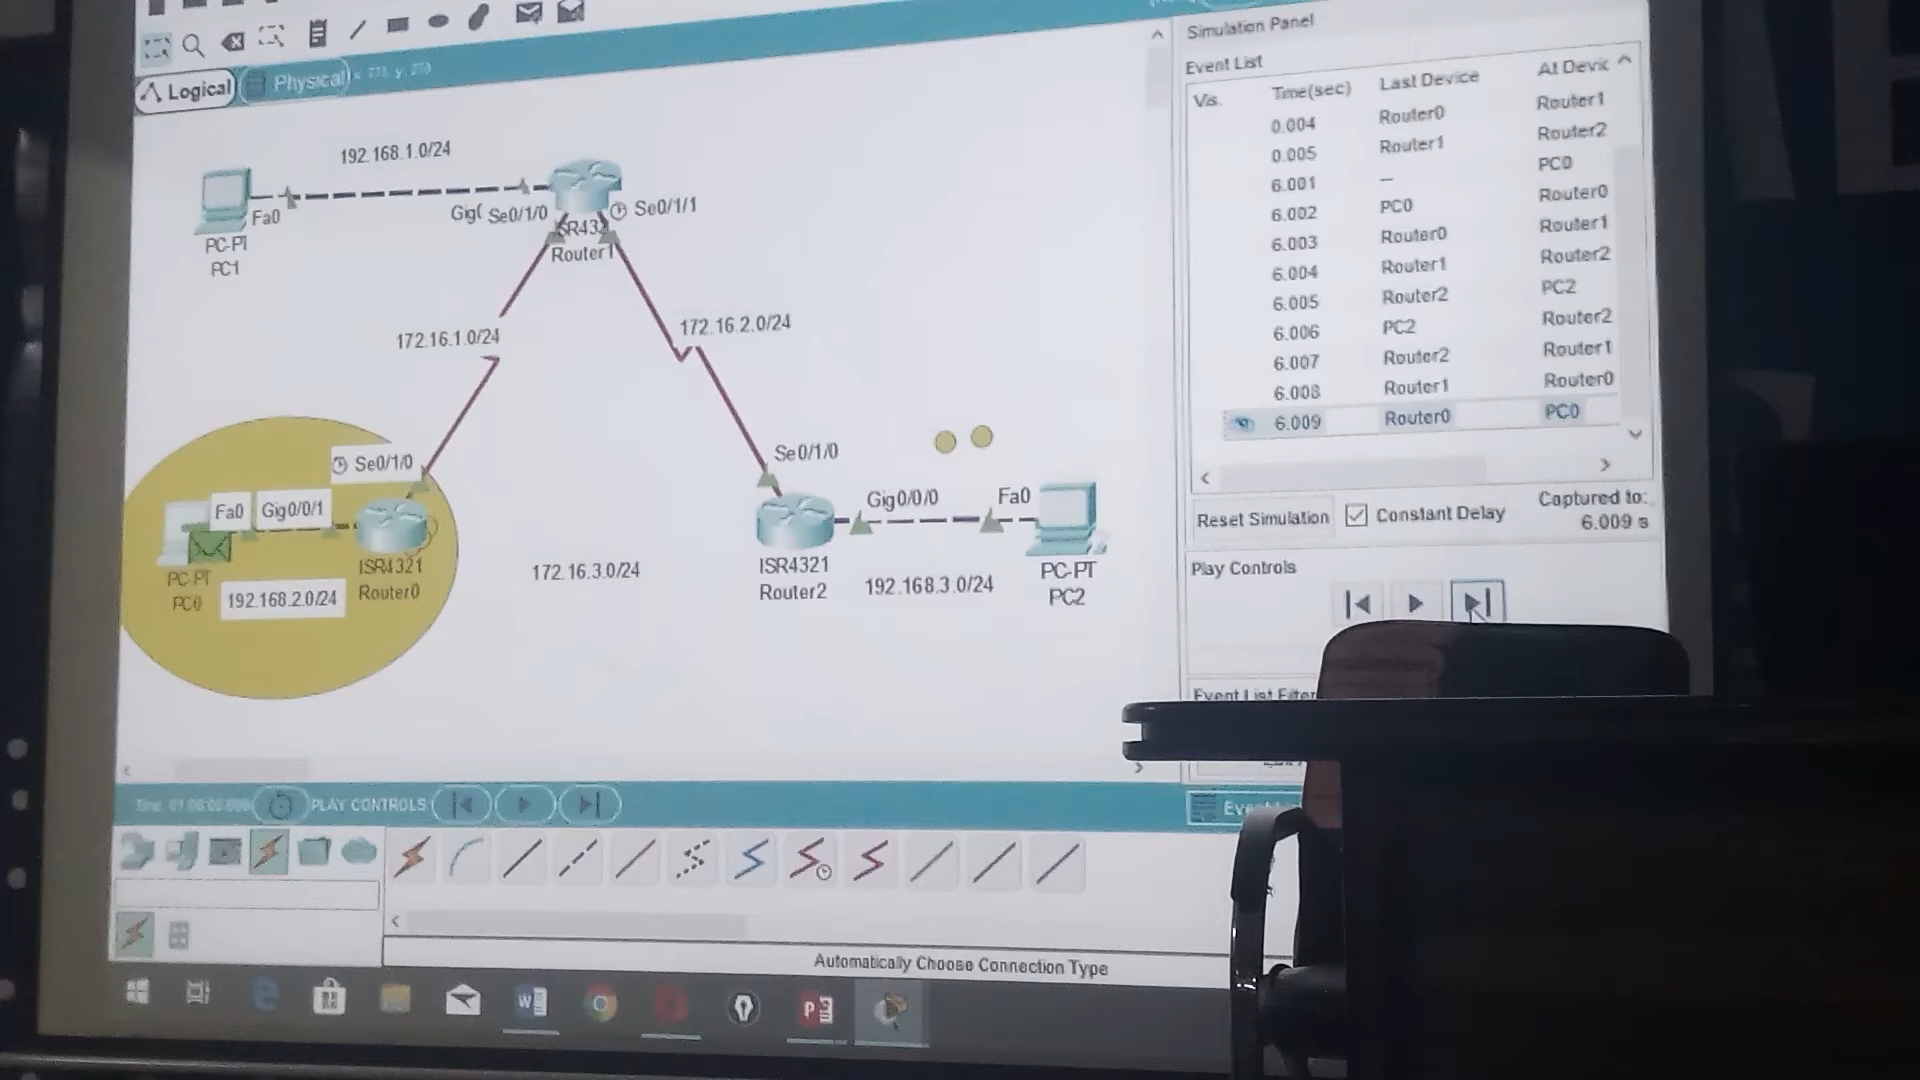 Logical
Physical x: 273, y: 273
192.168.1.0/24
Fa0
PC-PT
PC1
Gig(
Se0/1/0
Se0/1/1
ISR432
Router1
172.16.1.0/24
172.16.2.0/24
Se0/1/0
Fa0
Gig0/0/1
PC-PT
PC0
192.168.2.0/24
ISR4321
Router0
172.16.3.0/24
Se0/1/0
Gig0/0/0
Fa0
ISR4321
Router2
192.168.3.0/24
PC-PT
PC2
Simulation Panel
Event List
Vis. Time(sec) Last Device At Devic
0.004 Router0 Router1
0.005 Router1 Router2
6.001 -- PC0
6.002 PC0 Router0
6.003 Router0 Router1
6.004 Router1 Router2
6.005 Router2 PC2
6.006 PC2 Router2
6.007 Router2 Router1
6.008 Router1 Router0
6.009 Router0 PC0
Reset Simulation
Constant Delay
Captured to:
6.009 s
Play Controls
Event List Filter
PLAY CONTROLS
Automatically Choose Connection Type